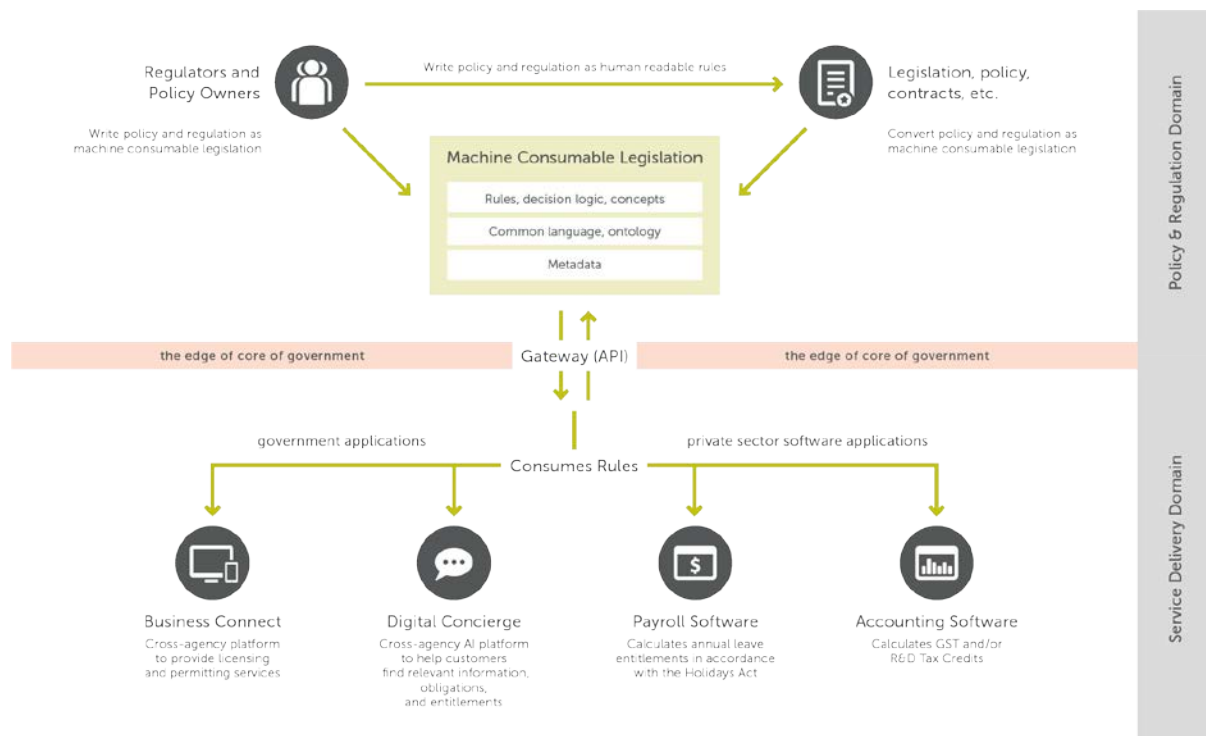 Write policy and regulation as human readable rules
Regulators and
Policy Owners
Legislation, policy,
contracts, etc.
Write policy and regulation as
machine consumable legislation
Convert policy and regulation as
machine consumable legislation
Machine Consumable Legislation
Rules, decision logic, concepts
Common language, ontology
Metadata
Policy & Regulation Domain
the edge of core of government
Gateway (API)
the edge of core of government
government applications
private sector software applications
Consumes Rules
$
Business Connect
Cross-agency platform
to provide licensing
and permitting services
Digital Concierge
Cross-agency AI platform
to help customers
find relevant information,
obligations,
and entitlements
Payroll Software
Calculates annual leave
entitlements in accordance
with the Holidays Act
Accounting Software
Calculates GST and/or
R&D Tax Credits
Service Delivery Domain